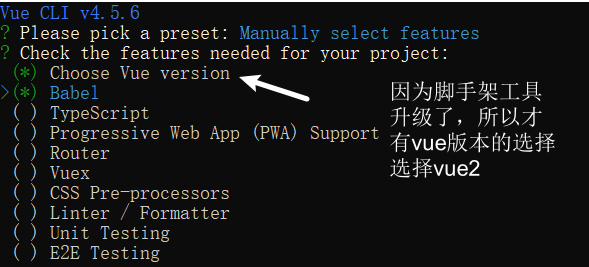 Vue CLI v4.5.6
? Please pick a preset: Manually select features
? Check the features needed for your project:
(*) Choose Vue version
>(*) Babel
( ) TypeScript
( ) Progressive Web App (PWA) Support
( ) Router
( ) Vuex
( ) CSS Pre-processors
( ) Linter / Formatter
( ) Unit Testing
( ) E2E Testing
因为脚手架工具
升级了，所以才
有vue版本的选择
选择vue2